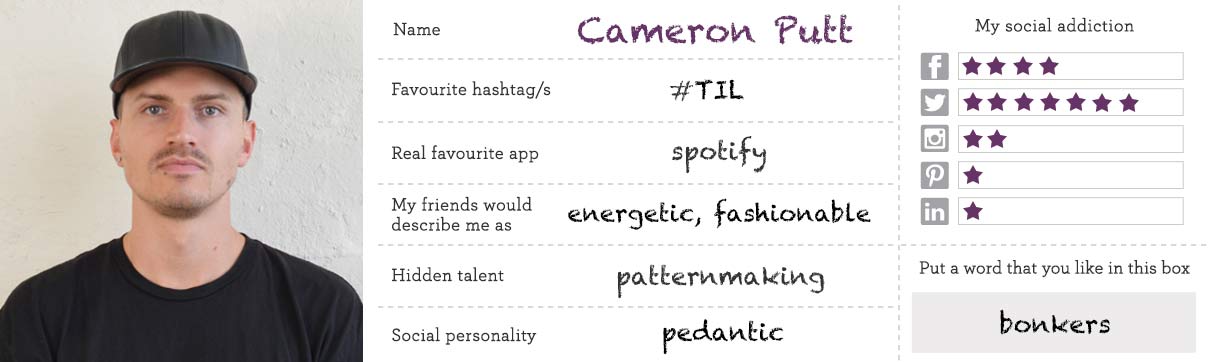 Name
Cameron Putt
Favourite hashtag/s
#TIL
Real favourite app
spotify
My friends would
describe me as
energetic, fashionable
Hidden talent
patternmaking
Social personality
pedantic
My social addiction
f
in
Put a word that you like in this box
bonkers